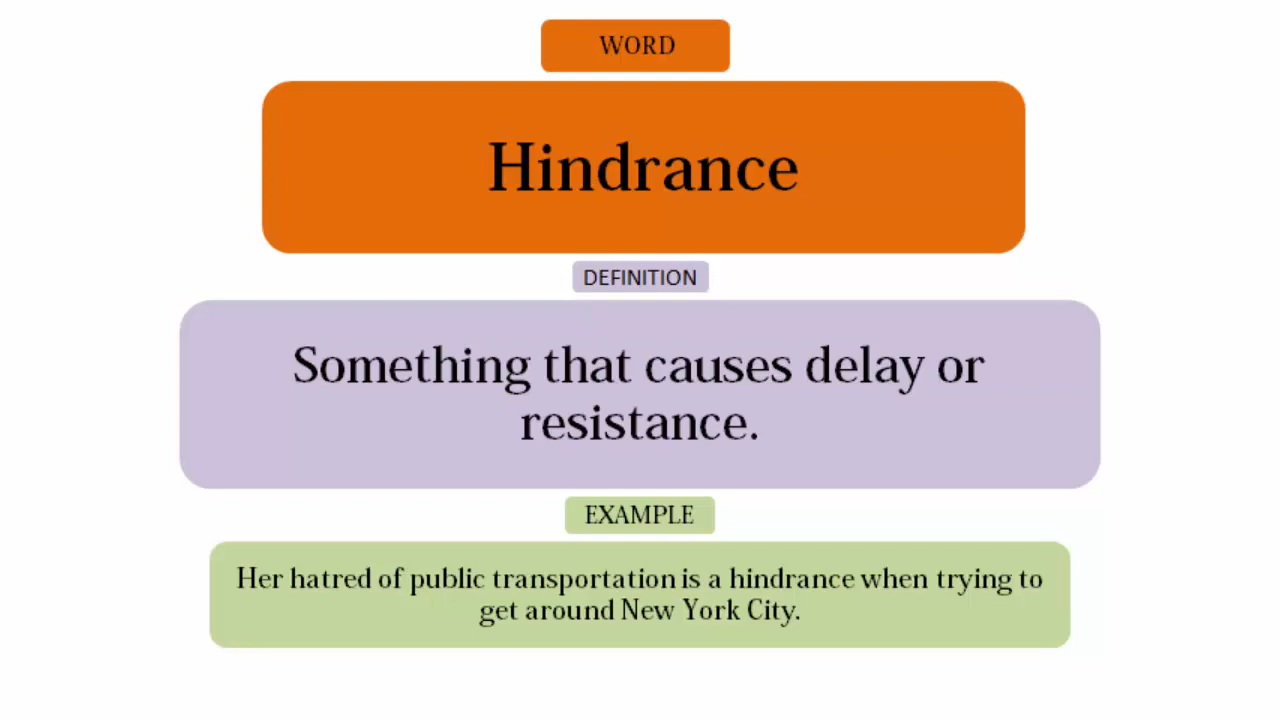 WORD
Hindrance
DEFINITION
Something that causes delay or
resistance.
EXAMPLE
Her hatred of public transportation is a hindrance when trying to
get around New York City.